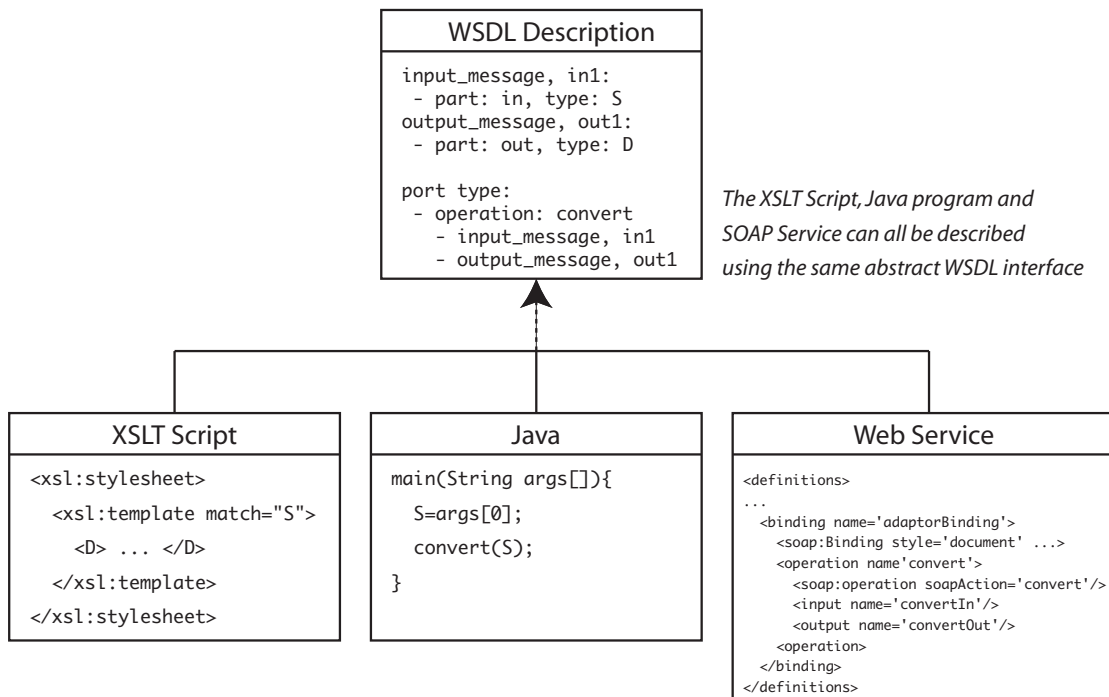 WSDL Description
input_message, in1:
- part: in, type: S
output_message, out1:
- part: out, type: D
port type:
- operation: convert
- input_message, in1
- output_message, out1
The XSLT Script, Java program and
SOAP Service can all be described
using the same abstract WSDL interface
XSLT Script
<xsl:stylesheet>
<xsl:template match="S">
<D> ... </D>
</xsl:template>
</xsl:stylesheet>
Java
main(String args[]){
S=args[0];
convert(S);
}
Web Service
<definitions>
...
<binding name='adaptorBinding'>
<soap:Binding style='document' ...>
<operation name'convert'>
<soap:operation soapAction='convert'/>
<input name='convertIn'/>
<output name='convertOut'/>
<operation>
</binding>
</definitions>